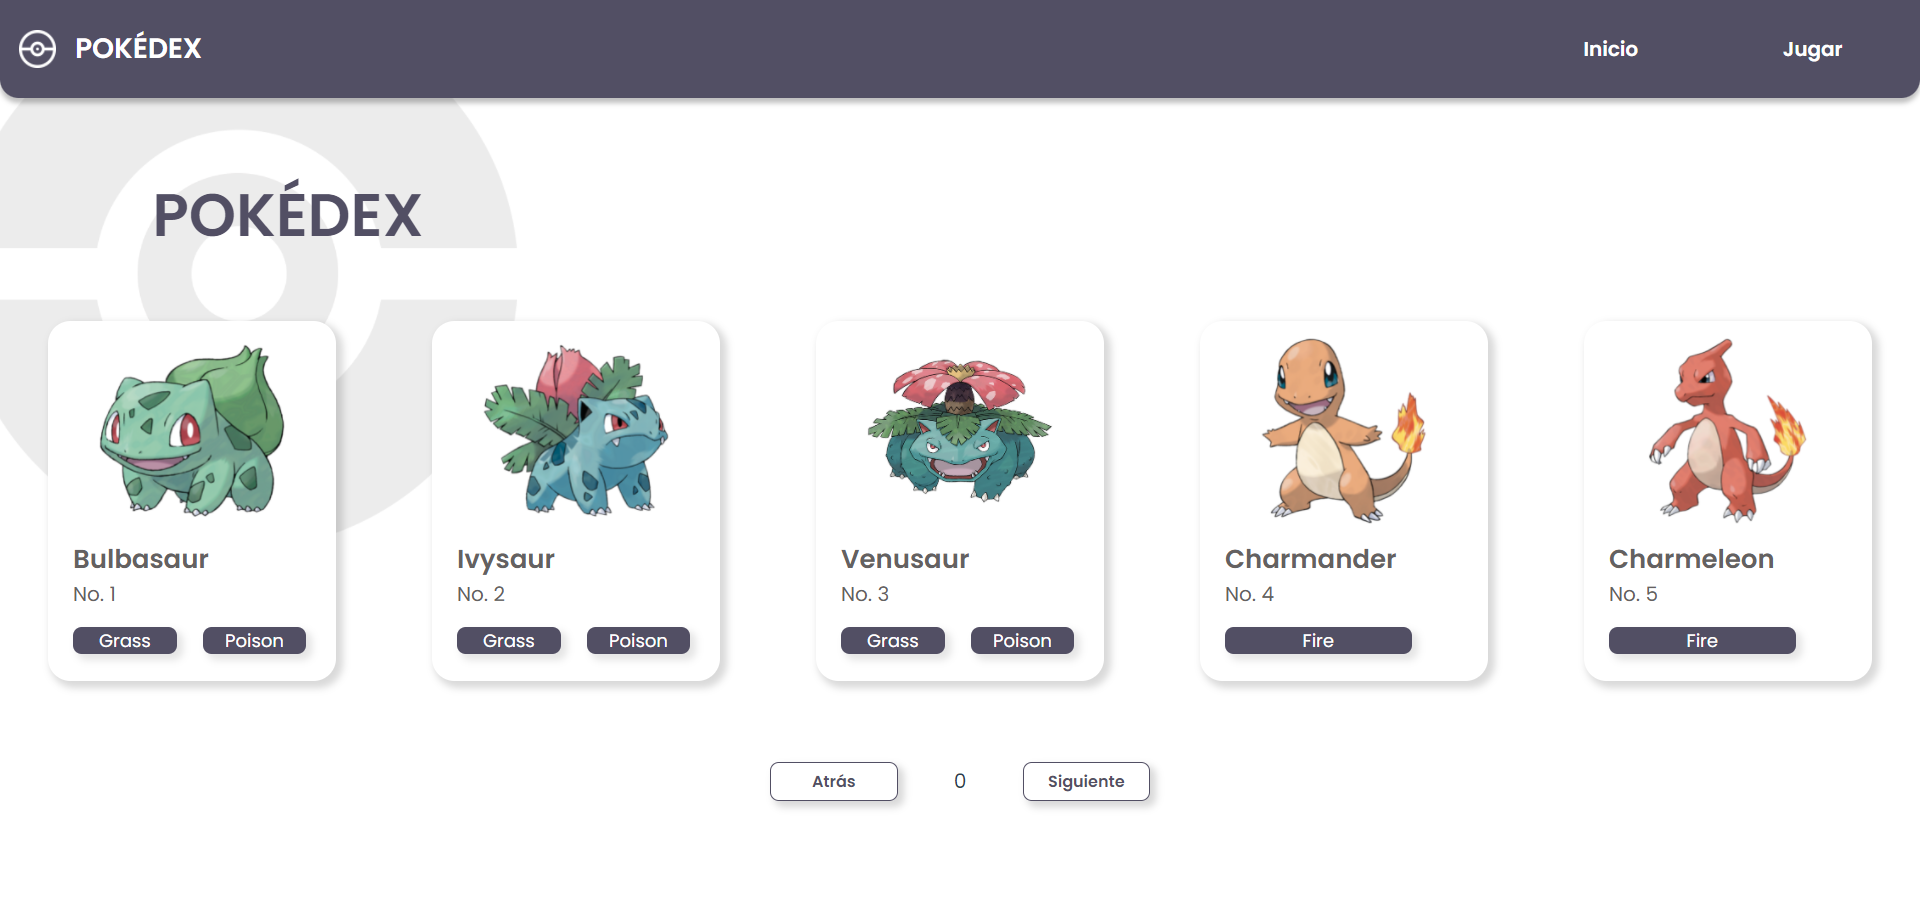 POKÉDEX
Inicio
Jugar
POKÉDEX
Bulbasaur
No. 1
Grass
Poison
Ivysaur
No. 2
Grass
Poison
Venusaur
No. 3
Grass
Poison
Charmander
No. 4
Fire
Charmeleon
No. 5
Fire
Atrás
0
Siguiente